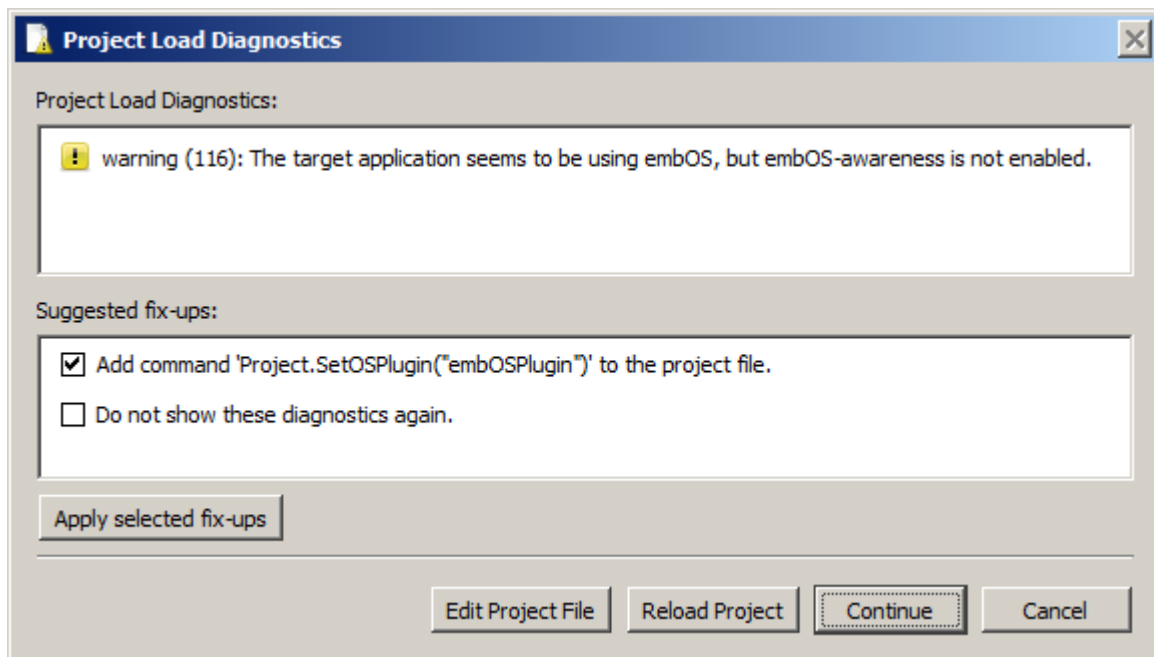 Project Load Diagnostics
Project Load Diagnostics:
warning (116): The target application seems to be using embOS, but embOS-awareness is not enabled.
Suggested fix-ups:
Add command 'Project.SetOSPlugin("embOSPlugin")' to the project file.
Do not show these diagnostics again.
Apply selected fix-ups
Edit Project File Reload Project Continue Cancel